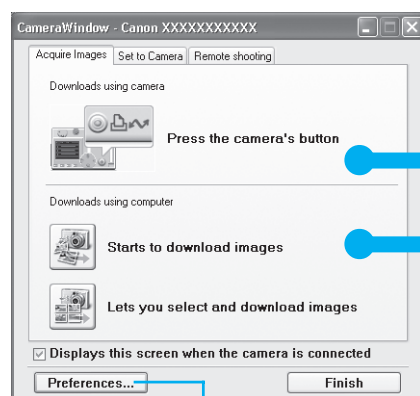 CameraWindow - Canon XXXXXXXXXXX
Acquire Images Set to Camera Remote shooting
Downloads using camera
Press the camera's button
Downloads using computer
Starts to download images
Lets you select and download images
Displays this screen when the camera is connected
Preferences... Finish